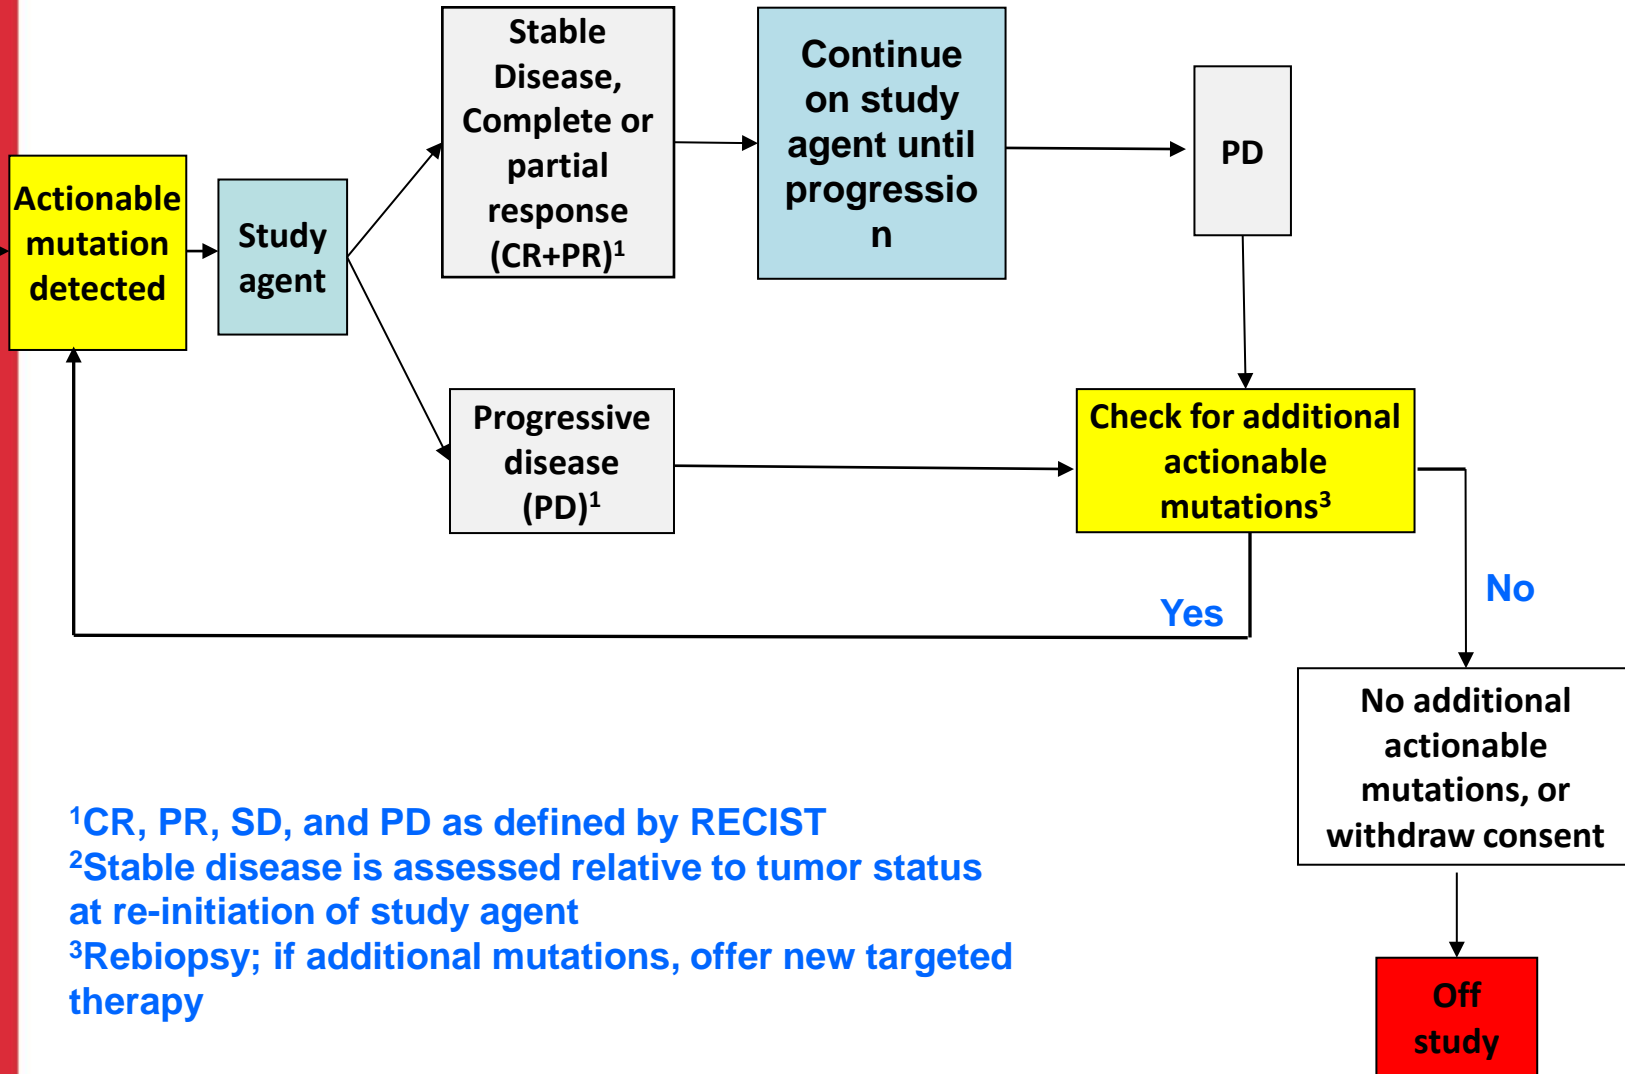 Actionable
mutation
detected
Study
agent
Stable
Disease,
Complete or
partial
response
(CR+PR)¹
Continue
on study
agent until
progressio
n
PD
Progressive
disease
(PD)¹
Check for additional
actionable
mutations³
Yes
No
No additional
actionable
mutations, or
withdraw consent
Off
study
¹CR, PR, SD, and PD as defined by RECIST
²Stable disease is assessed relative to tumor status
at re-initiation of study agent
³Rebiopsy; if additional mutations, offer new targeted
therapy